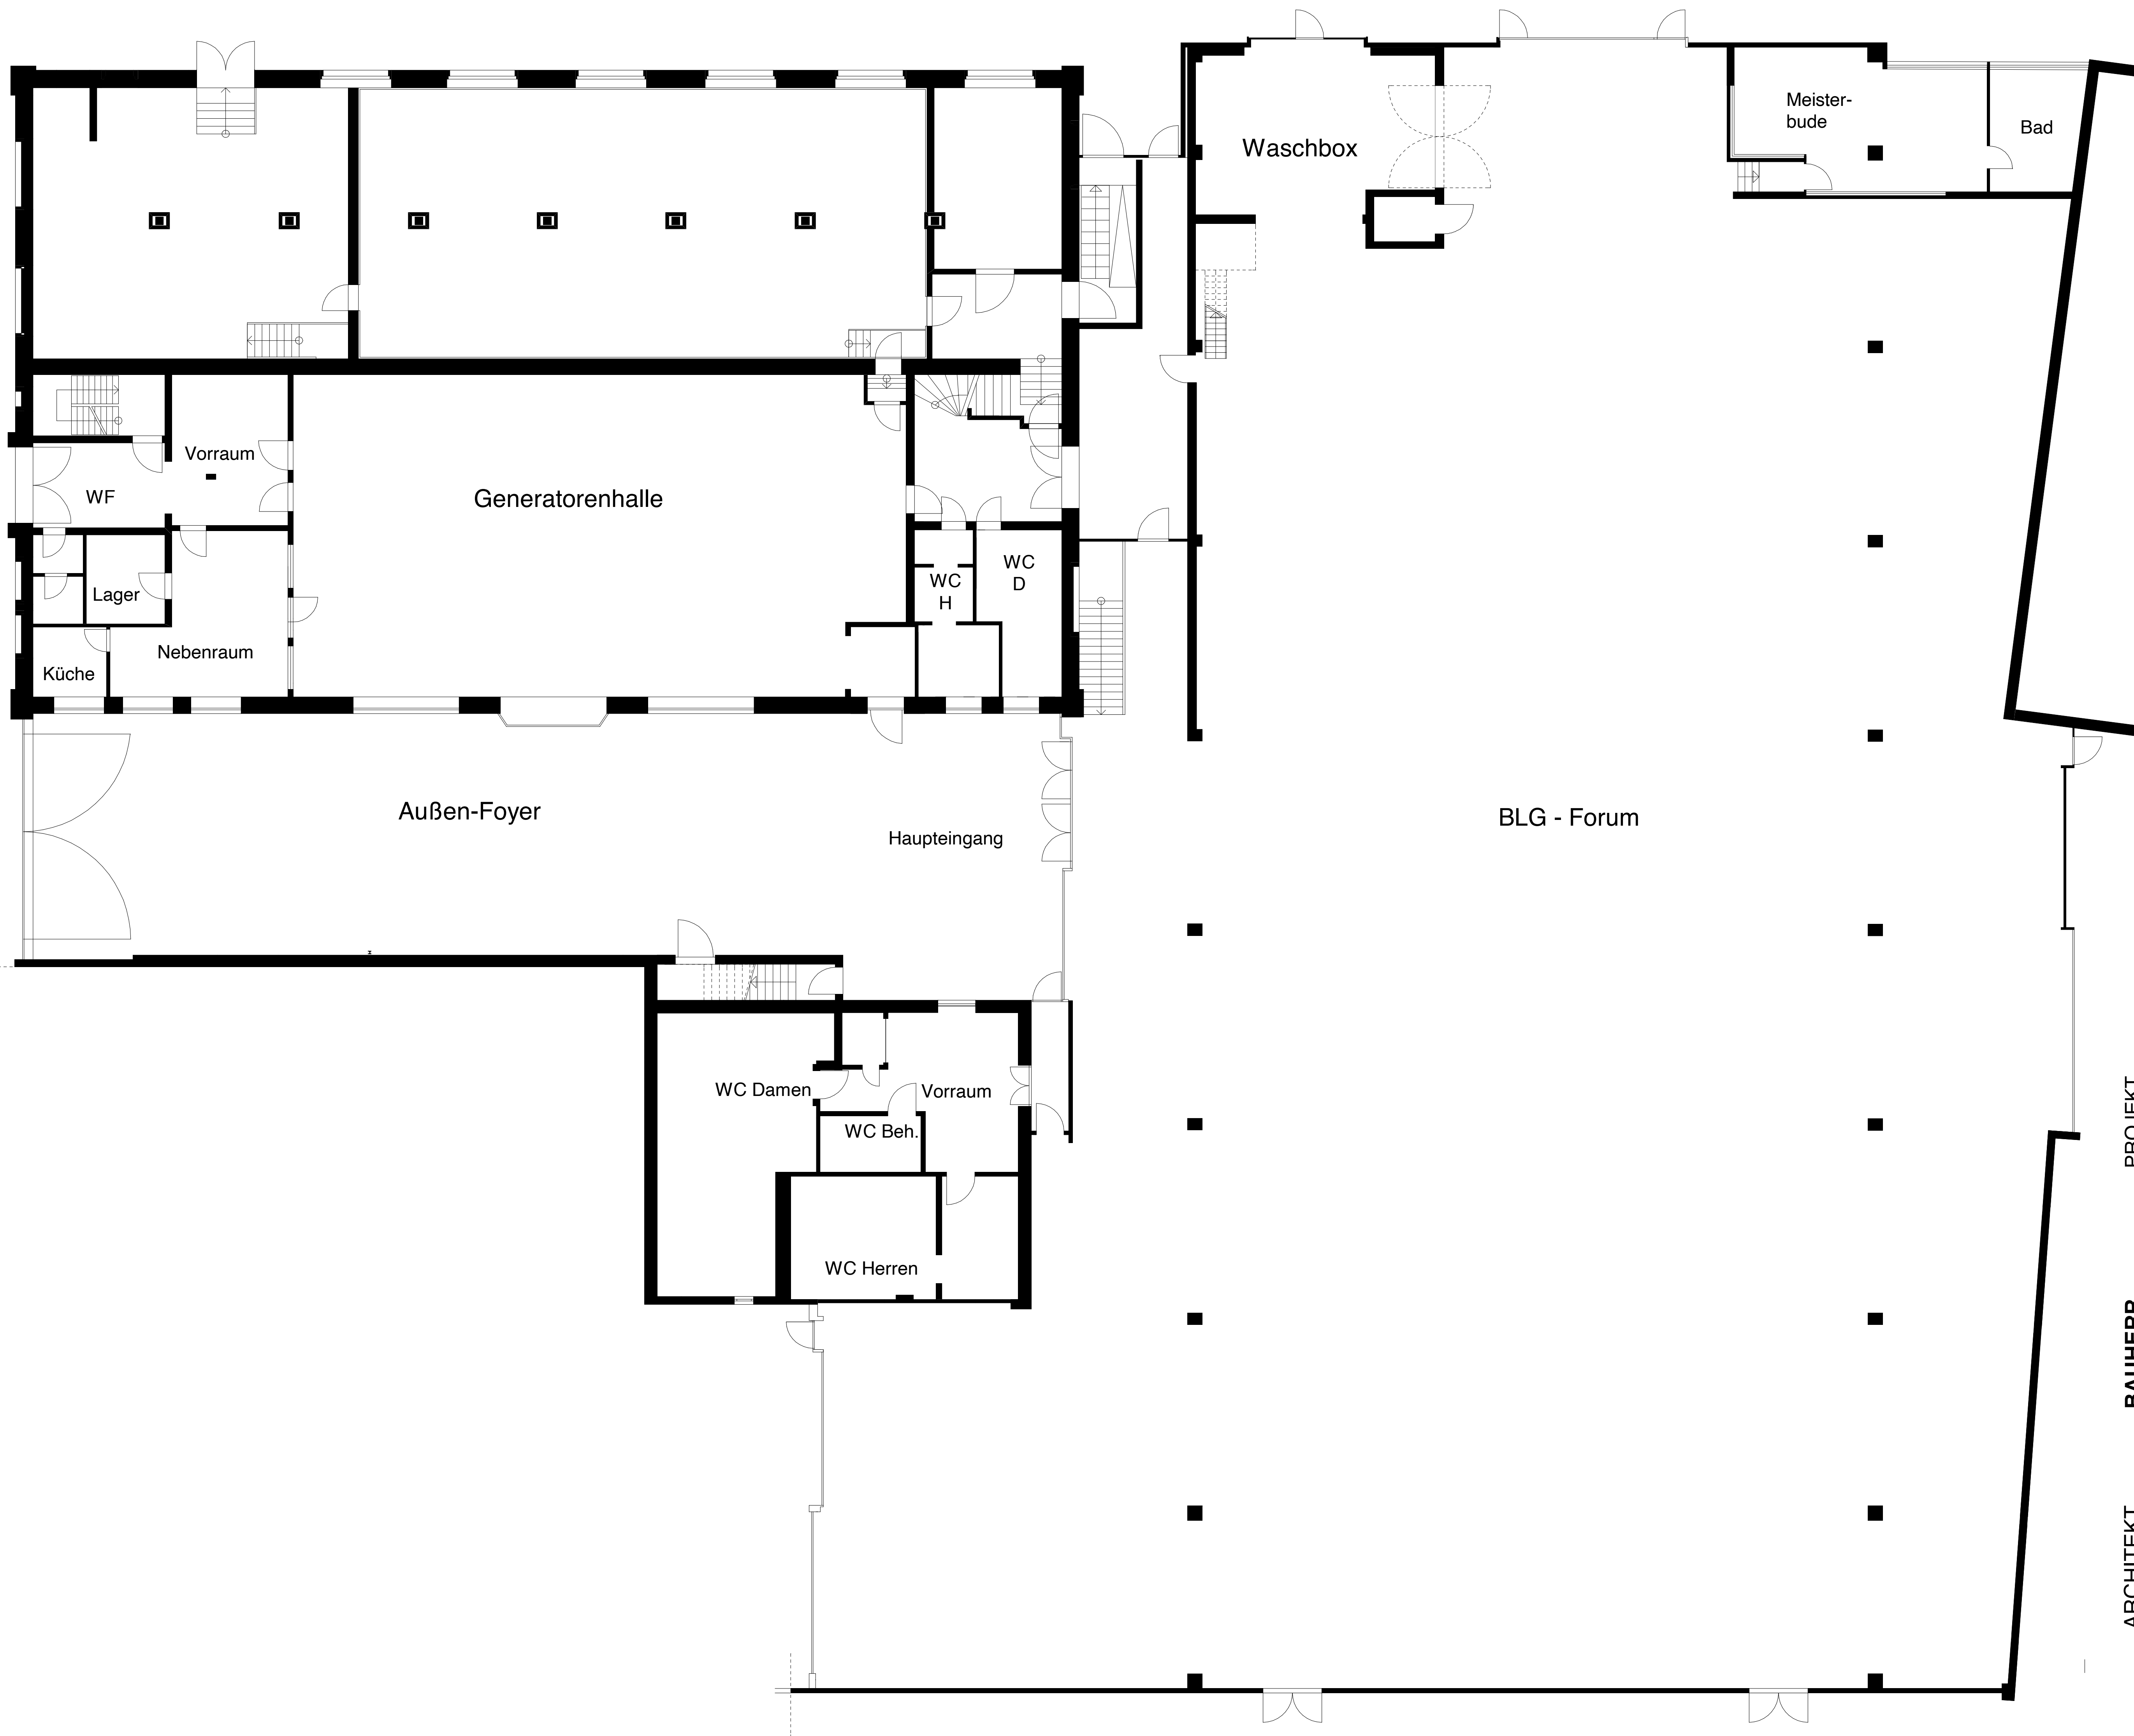 Meister-
bude
Bad
Waschbox
Vorraum
WF
Generatorenhalle
WC
D
WC
H
Lager
Nebenraum
Küche
Außen-Foyer
Haupteingang
BLG - Forum
WC Damen
Vorraum
WC Beh.
WC Herren
PROJEKT
BAUHERR
ARCHITEKT